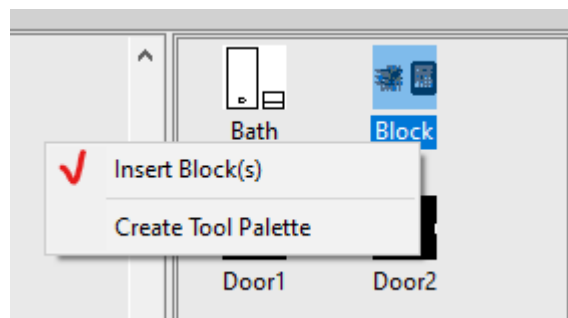 Bath
Block
Insert Block(s)
Create Tool Palette
Door1
Door2